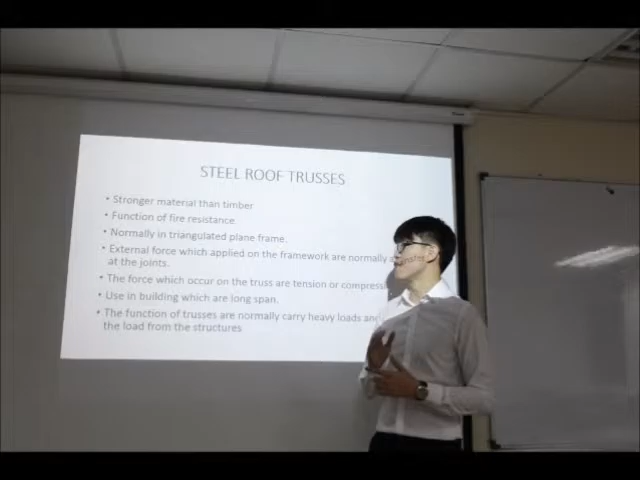 STEEL ROOF TRUSSES
• Stronger material than timber
• Function of fire resistance.
• Normally in triangulated plane frame.
• External force which applied on the framework are normally
at the joints.
• The force which occur on the truss are tension or
• Use in building which are long span.
• The function of trusses are normally carry heavy loads and
the load from the structures